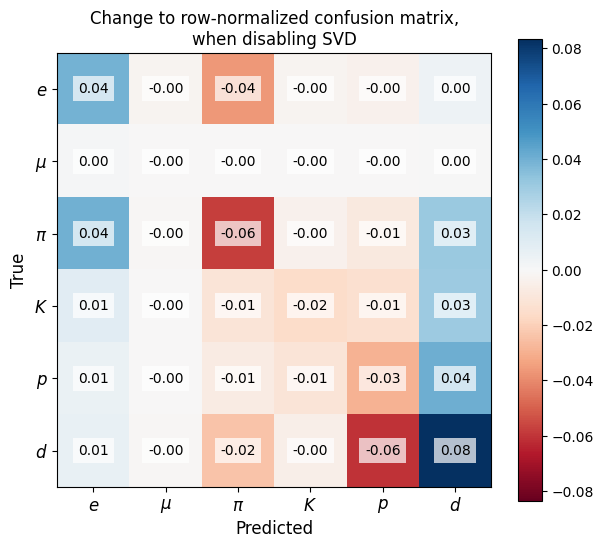 Change to row-normalized confusion matrix,
when disabling SVD
e 0.04 -0.00 -0.04 -0.00 -0.00 0.00
μ 0.00 -0.00 -0.00 -0.00 -0.00 0.00
π 0.04 -0.00 -0.06 -0.00 -0.01 0.03
K 0.01 -0.00 -0.01 -0.02 -0.01 0.03
p 0.01 -0.00 -0.01 -0.01 -0.03 0.04
d 0.01 -0.00 -0.02 -0.00 -0.06 0.08
e μ π K p d
Predicted
True
0.08
0.06
0.04
0.02
0.00
−0.02
−0.04
−0.06
−0.08